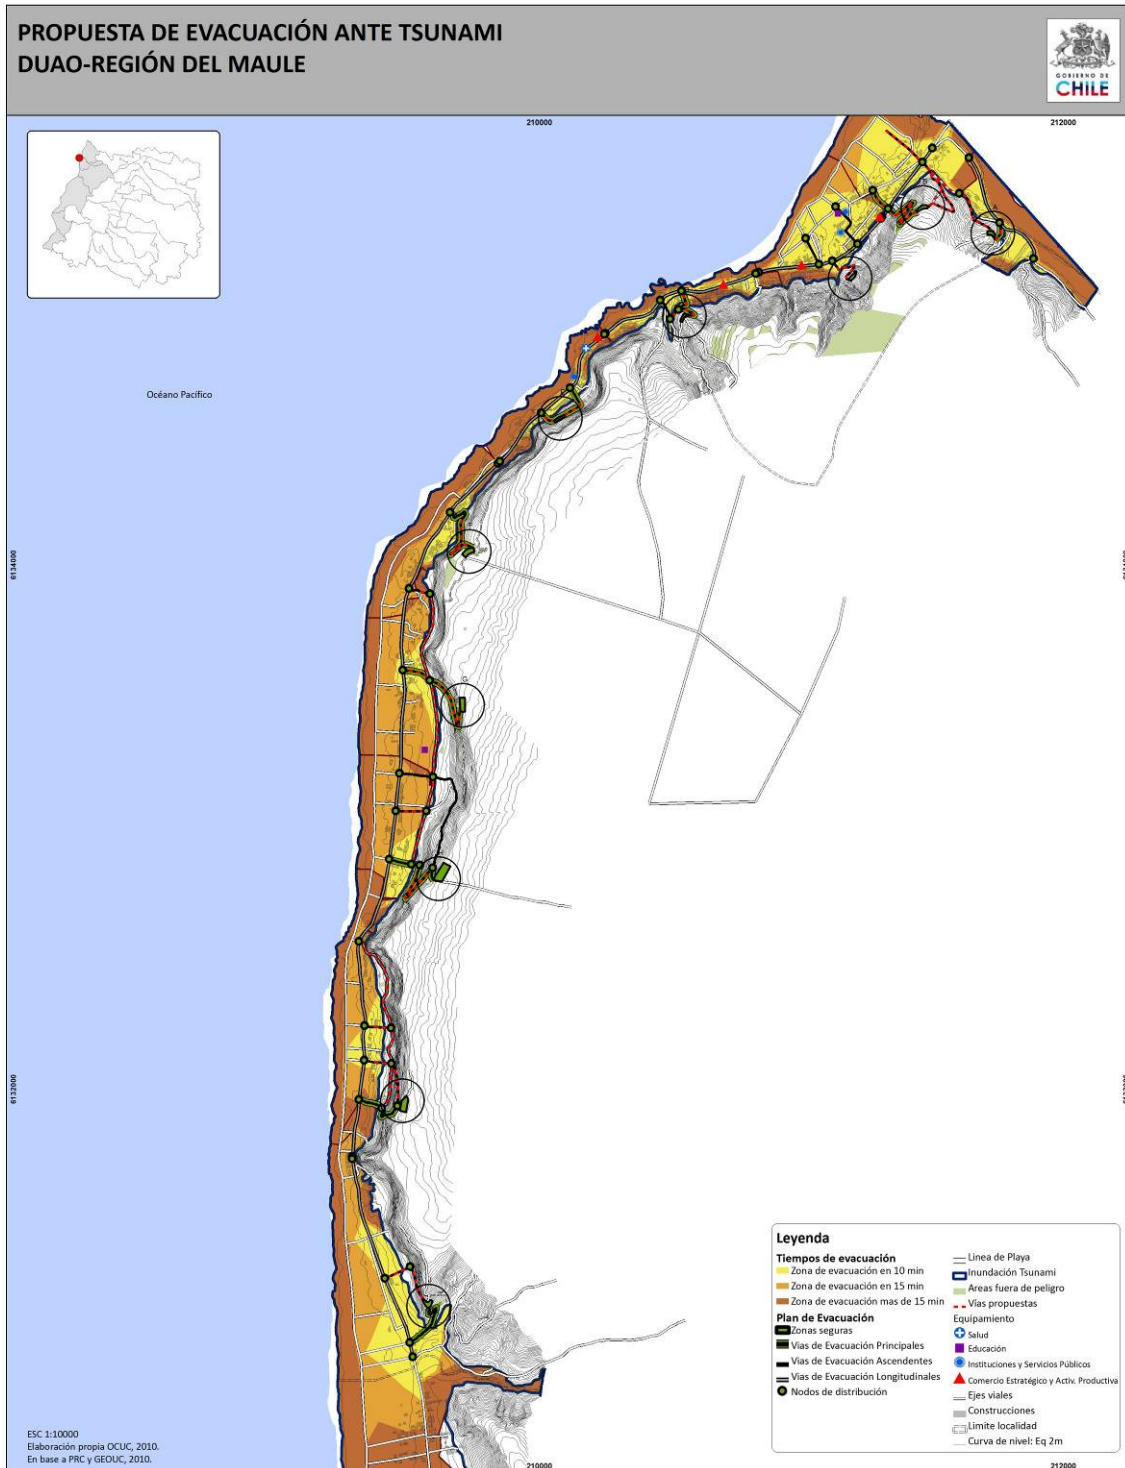 PROPUESTA DE EVACUACIÓN ANTE TSUNAMI
DUAO-REGIÓN DEL MAULE
GOBIERNO DE
CHILE
210000
212000
Océano Pacífico
A
G
6134000
6134000
6132000
6132000
Leyenda
Tiempos de evacuación
Zona de evacuación en 10 min
Zona de evacuación en 15 min
Zona de evacuación mas de 15 min
Plan de Evacuación
Zonas seguras
Vias de Evacuación Principales
Vias de Evacuación Ascendentes
Vias de Evacuación Longitudinales
Nodos de distribución
Linea de Playa
Inundación Tsunami
Areas fuera de peligro
Vías propuestas
Equipamiento
Salud
Educación
Instituciones y Servicios Públicos
Comercio Estratégico y Activ. Productiva
Ejes viales
Construcciones
Limite localidad
Curva de nivel: Eq 2m
ESC 1:10000
Elaboración propia OCUC, 2010.
En base a PRC y GEOUC, 2010.
210000
212000